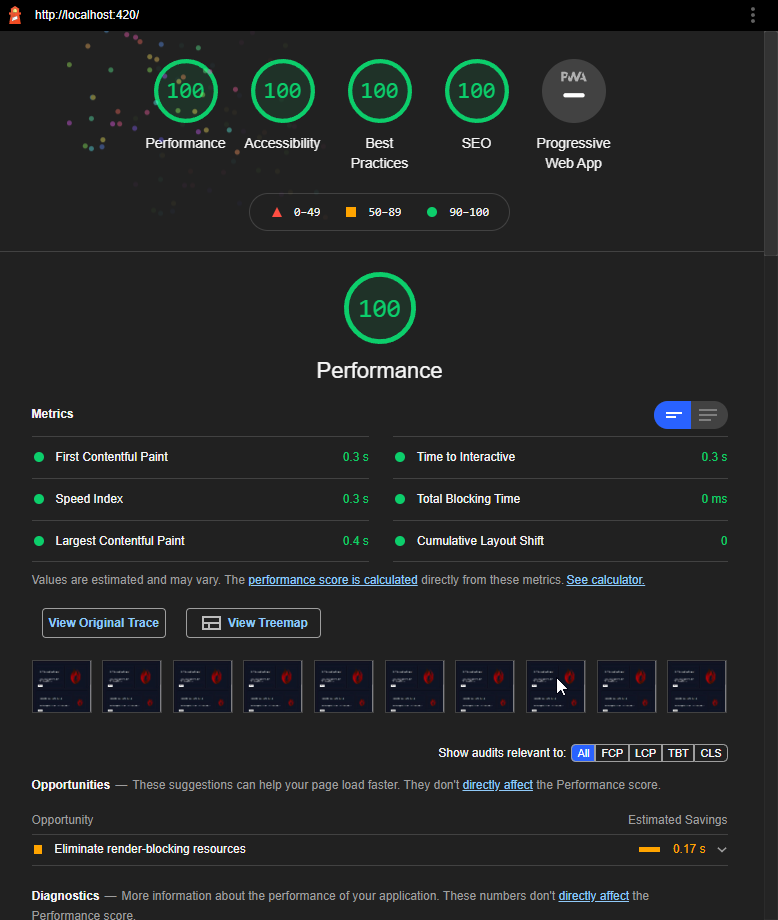 http://localhost:420/
100 100 100 100 PWA
Performance Accessibility Best Practices SEO Progressive Web App
0–49 50–89 90–100
100
Performance
Metrics
First Contentful Paint 0.3 s
Time to Interactive 0.3 s
Speed Index 0.3 s
Total Blocking Time 0 ms
Largest Contentful Paint 0.4 s
Cumulative Layout Shift 0
Values are estimated and may vary. The performance score is calculated directly from these metrics. See calculator.
View Original Trace View Treemap
Show audits relevant to: All FCP LCP TBT CLS
Opportunities — These suggestions can help your page load faster. They don't directly affect the Performance score.
Opportunity Estimated Savings
Eliminate render-blocking resources 0.17 s
Diagnostics — More information about the performance of your application. These numbers don't directly affect the
Performance score.